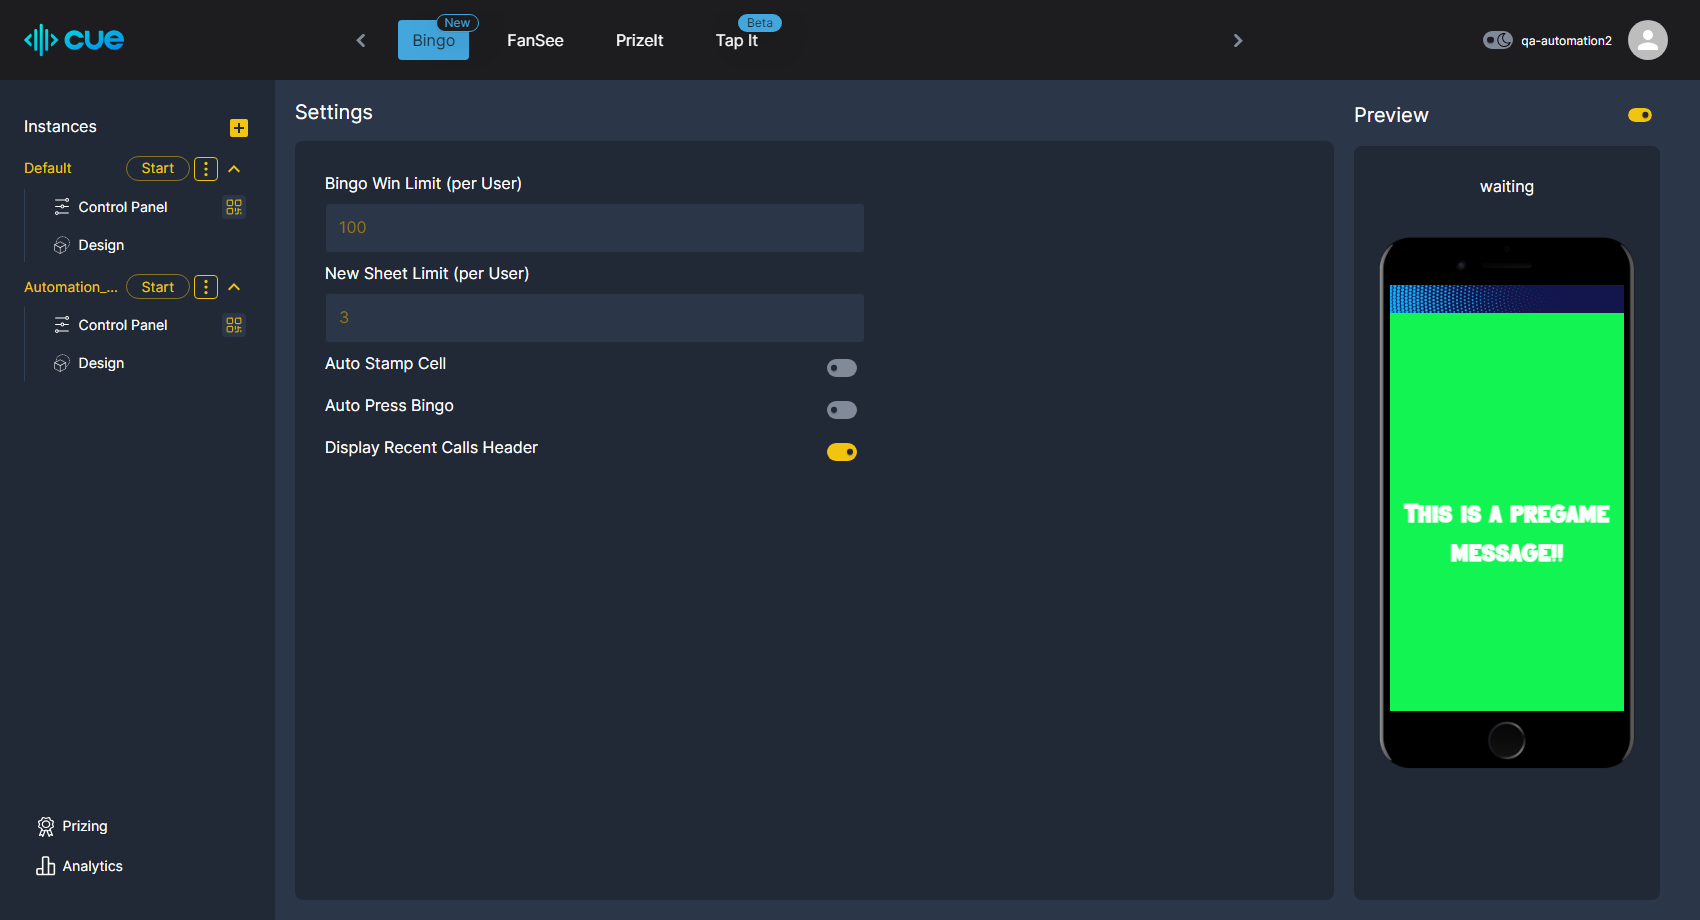 cue
Bingo
New
FanSee
PrizeIt
Tap It
Beta
qa-automation2
Instances
Default
Start
Control Panel
Design
Automation_...
Start
Control Panel
Design
Prizing
Analytics
Settings
Bingo Win Limit (per User)
100
New Sheet Limit (per User)
3
Auto Stamp Cell
Auto Press Bingo
Display Recent Calls Header
Preview
waiting
This is a pregame
message!!